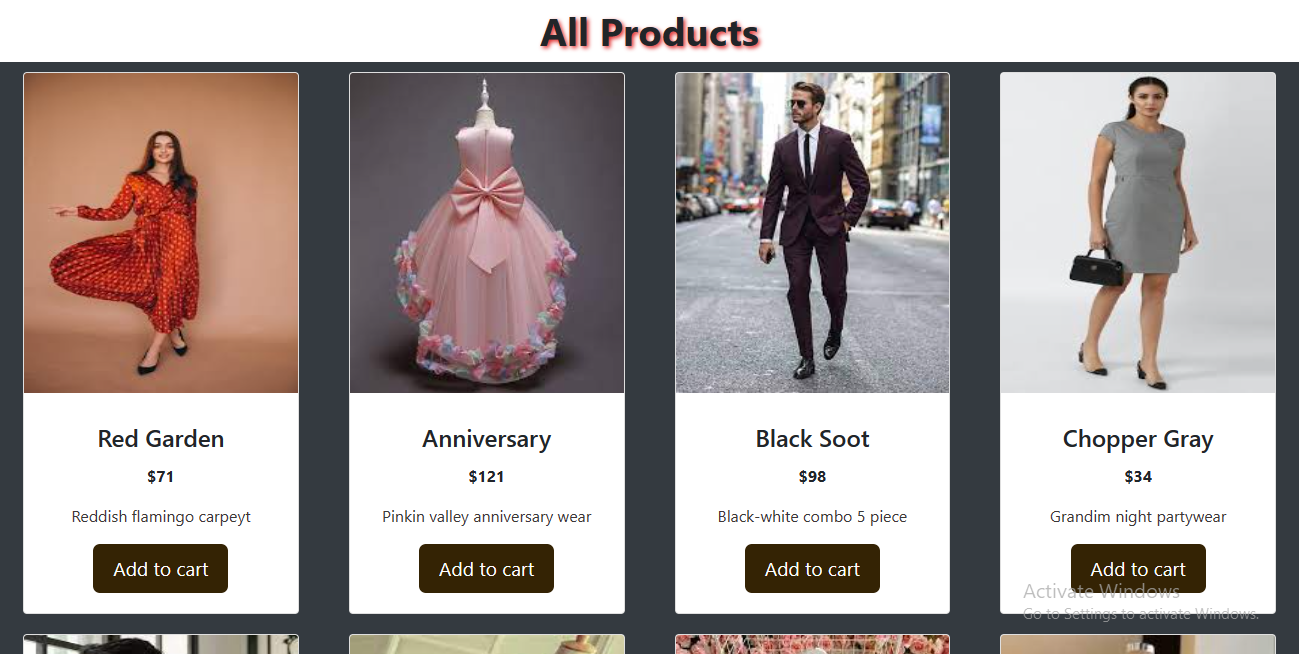 All Products
Red Garden
$71
Reddish flamingo carpeyt
Add to cart
Anniversary
$121
Pinkin valley anniversary wear
Add to cart
Black Soot
$98
Black-white combo 5 piece
Add to cart
Chopper Gray
$34
Grandim night partywear
Add to cart
Activate Windows
Go to Settings to activate Windows.